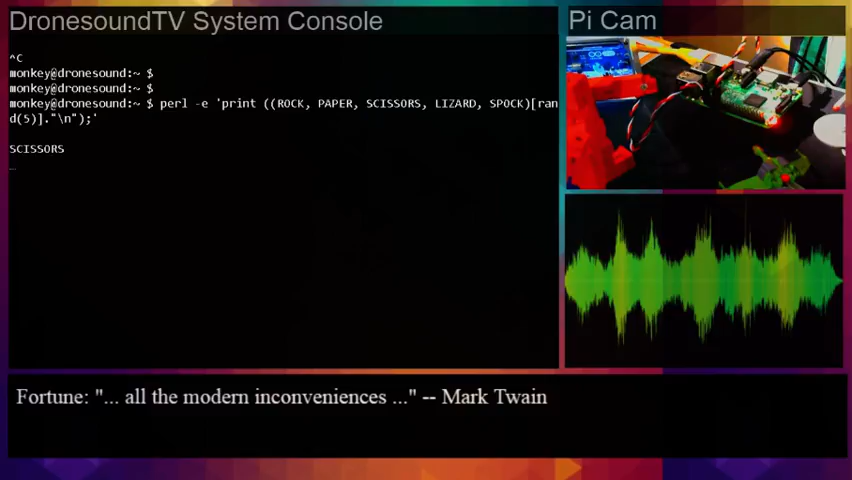 DronesoundTV System Console
Pi Cam
^C
monkey@dronesound:~ $
monkey@dronesound:~ $
monkey@dronesound:~ $ perl -e 'print ((ROCK, PAPER, SCISSORS, LIZARD, SPOCK)[ran
d(5)]."\n");'
SCISSORS
Fortune: "... all the modern inconveniences ..." -- Mark Twain